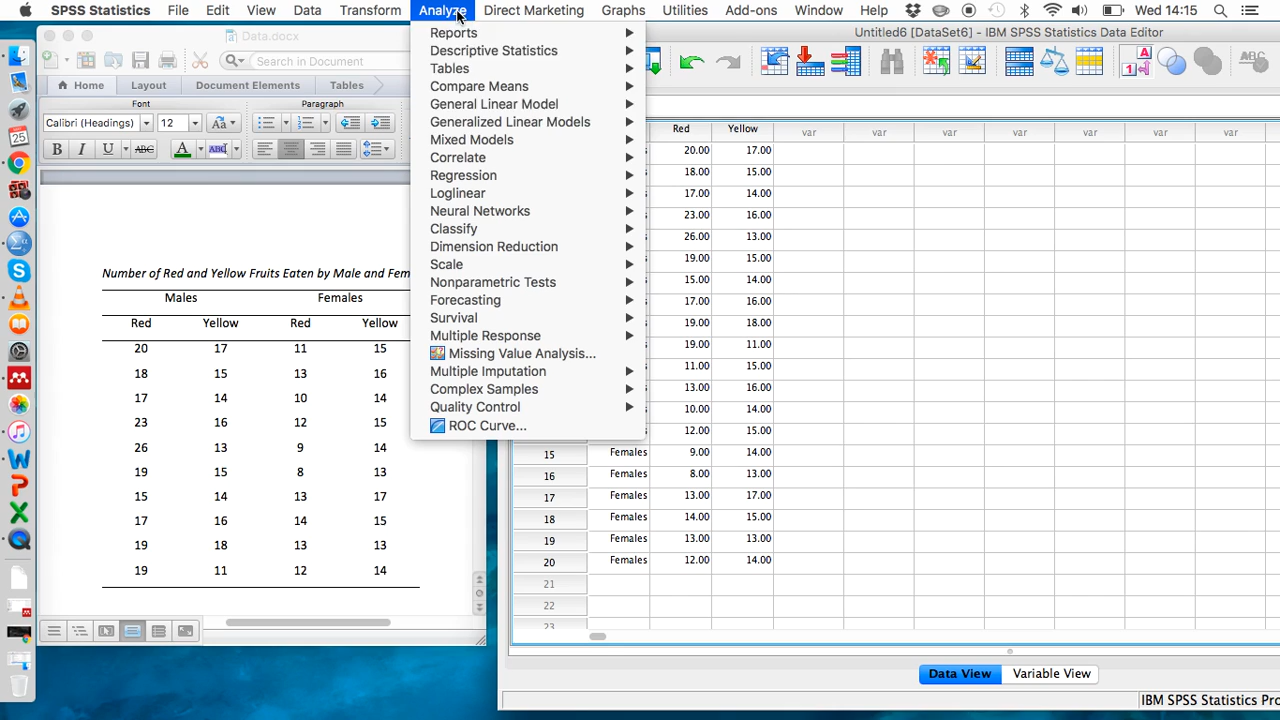 SPSS Statistics File Edit View Data Transform Analyze Direct Marketing Graphs Utilities Add-ons Window Help Wed 14:15
Data.docx
Search in Document
Home Layout Document Elements Tables
Font Paragraph
Calibri (Headings) 12 Aa
B I U ABC A ABC
25
Number of Red and Yellow Fruits Eaten by Male and Fem
Males Females
Red Yellow Red Yellow
20 17 11 15
18 15 13 16
17 14 10 14
23 16 12 15
26 13 9 14
19 15 8 13
15 14 13 17
17 16 14 15
19 18 13 13
19 11 12 14
Reports
Descriptive Statistics
Tables
Compare Means
General Linear Model
Generalized Linear Models
Mixed Models
Correlate
Regression
Loglinear
Neural Networks
Classify
Dimension Reduction
Scale
Nonparametric Tests
Forecasting
Survival
Multiple Response
Missing Value Analysis...
Multiple Imputation
Complex Samples
Quality Control
ROC Curve...
Untitled6 [DataSet6] - IBM SPSS Statistics Data Editor
Red Yellow var var var var var var var
20.00 17.00
18.00 15.00
17.00 14.00
23.00 16.00
26.00 13.00
19.00 15.00
15.00 14.00
17.00 16.00
19.00 18.00
19.00 11.00
11.00 15.00
13.00 16.00
10.00 14.00
12.00 15.00
15 Females 9.00 14.00
16 Females 8.00 13.00
17 Females 13.00 17.00
18 Females 14.00 15.00
19 Females 13.00 13.00
20 Females 12.00 14.00
21
22
23
Data View Variable View
IBM SPSS Statistics Pro